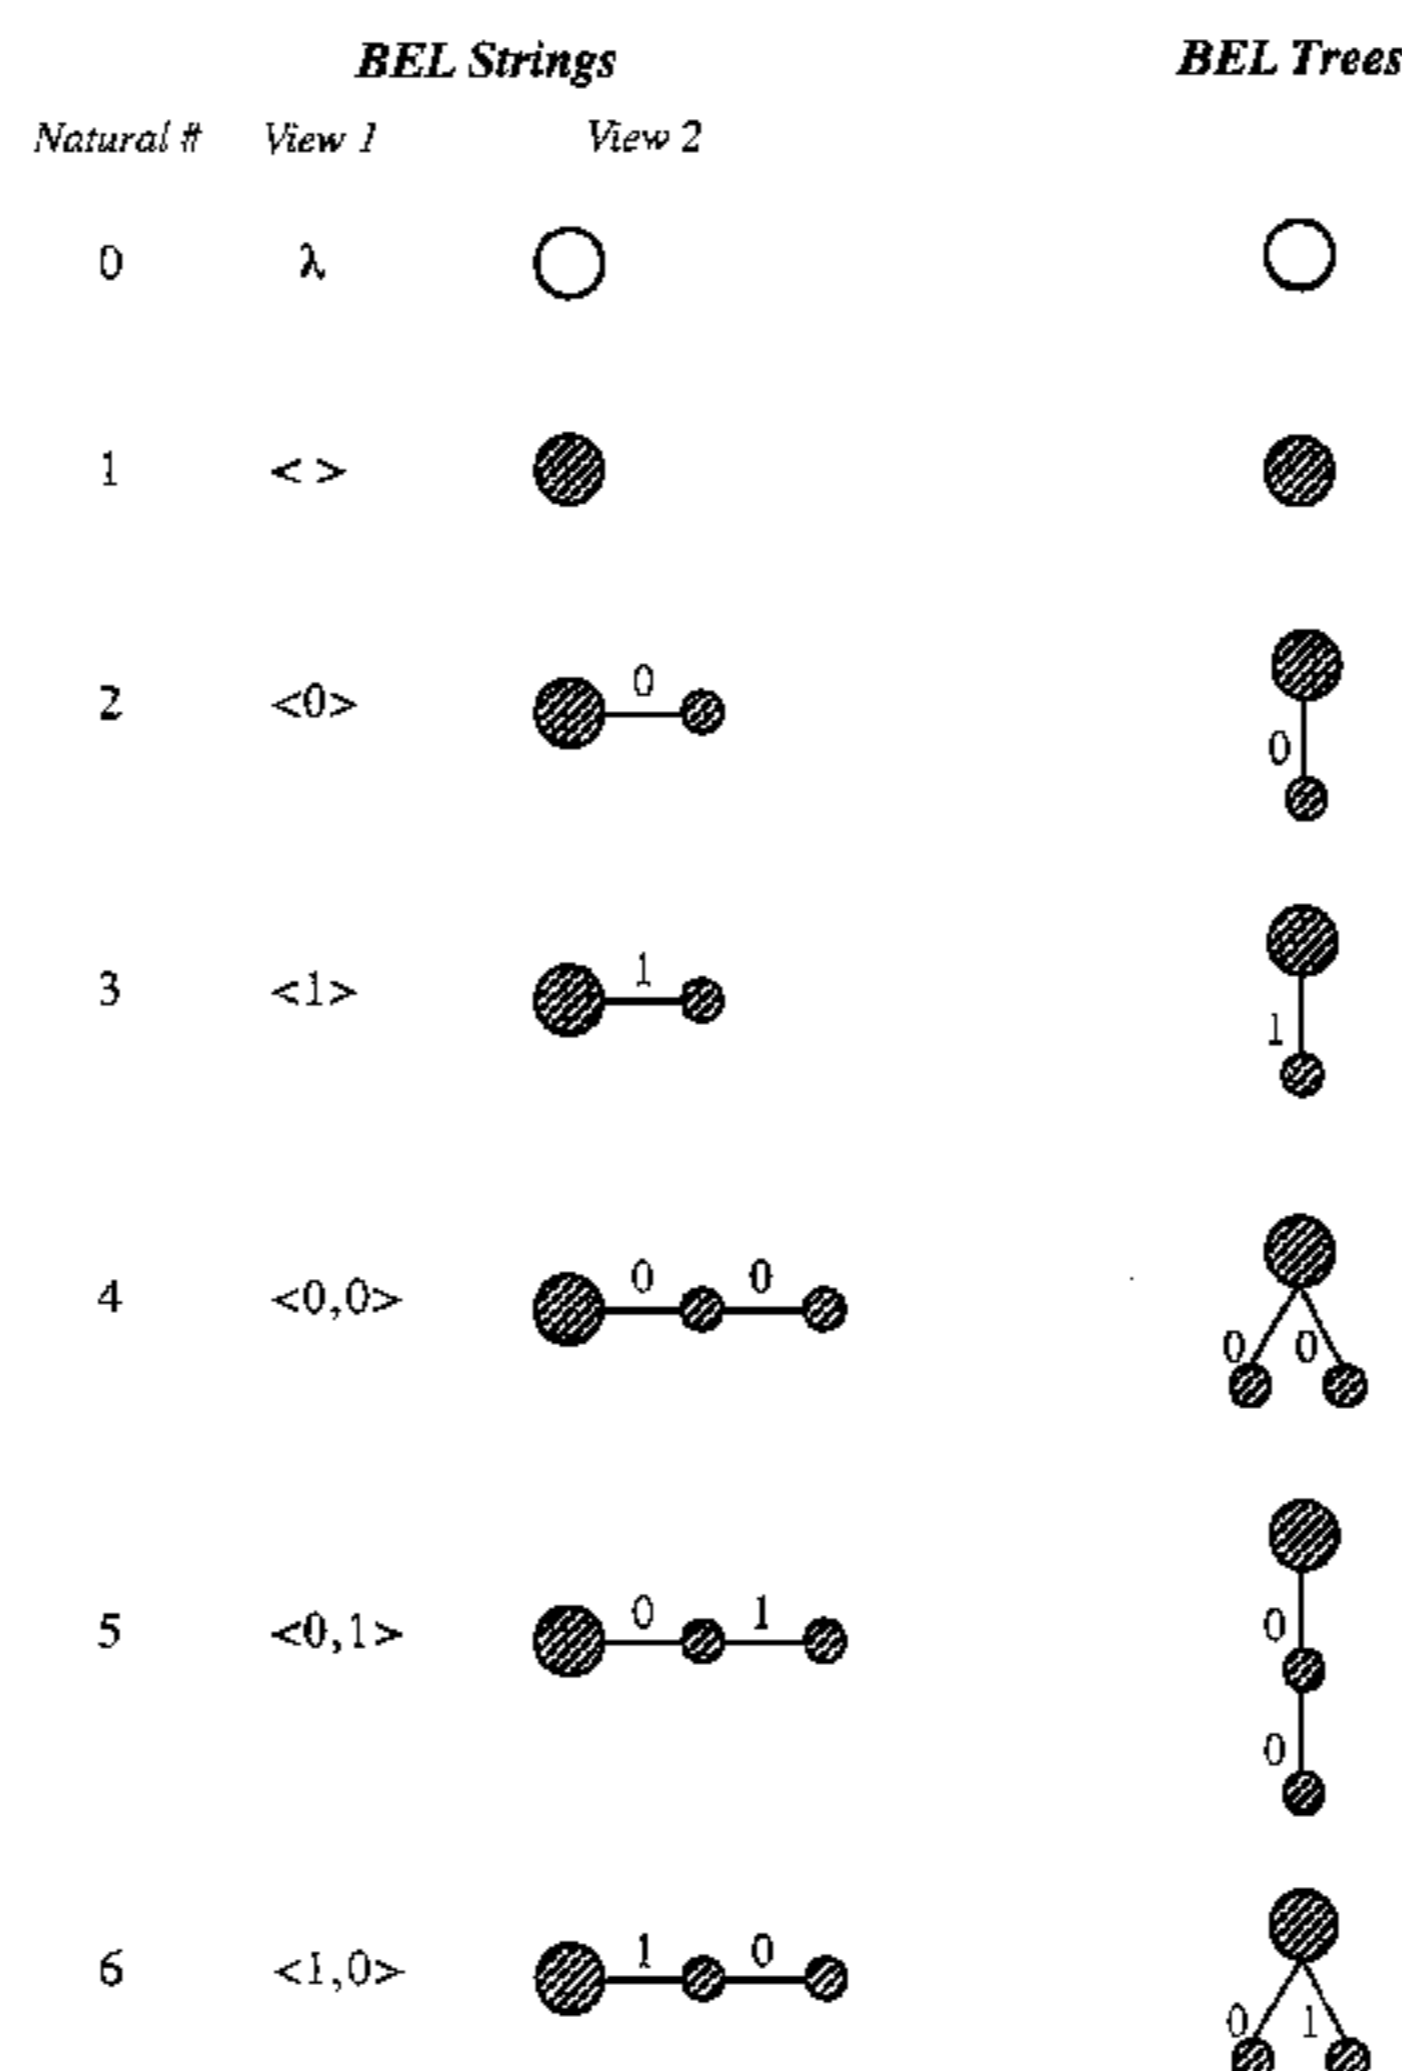 BEL Strings BEL Trees
Natural # View 1 View 2
0 λ
1 < >
2 <0> 0
0
3 <1> 1
1
4 <0,0> 0 0
0 0
5 <0,1> 0 1
0
0
6 <1,0> 1 0
0 1